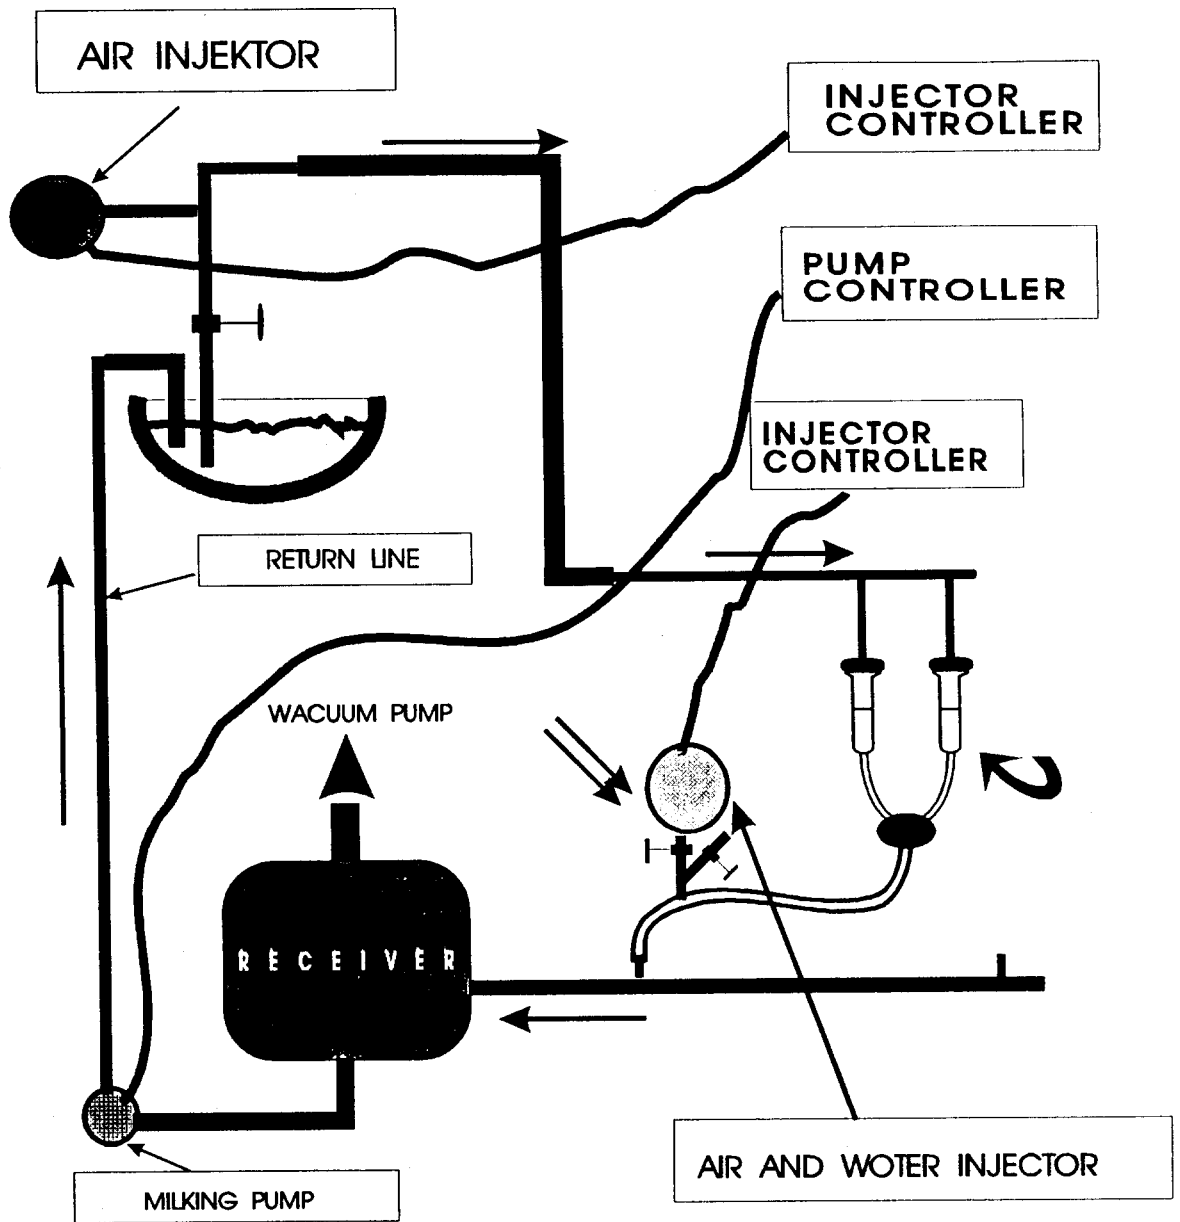 AIR INJEKTOR
INJECTOR
CONTROLLER
PUMP
CONTROLLER
INJECTOR
CONTROLLER
RETURN LINE
WACUUM PUMP
RECEIVER
AIR AND WOTER INJECTOR
MILKING PUMP